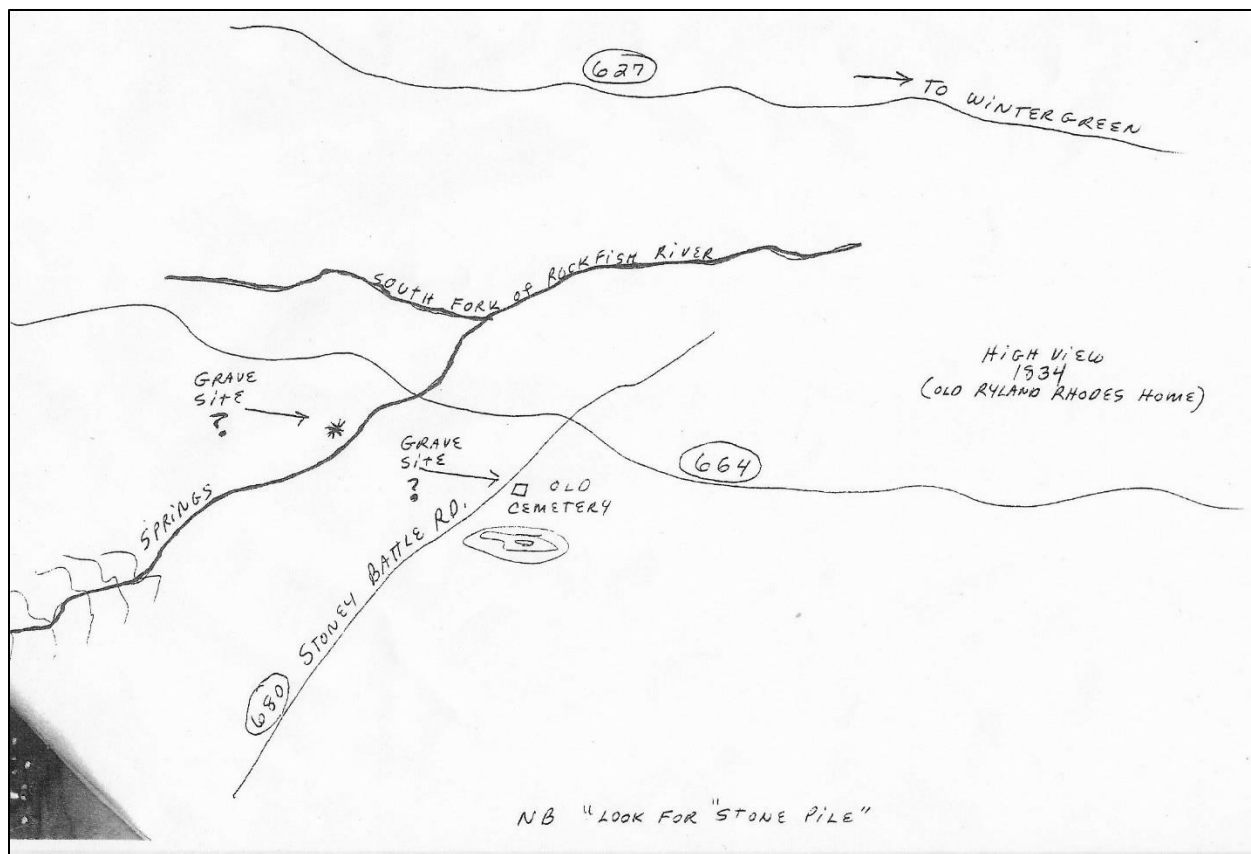 627
TO WINTERGREEN
SOUTH FORK of ROCKFISH RIVER
HIGH VIEW
1834
(OLD RYLAND RHODES HOME)
GRAVE
SITE
?
GRAVE
SITE
?
664
OLD
CEMETERY
SPRINGS
STONEY BATTLE RD.
680
NB "LOOK FOR "STONE PILE"